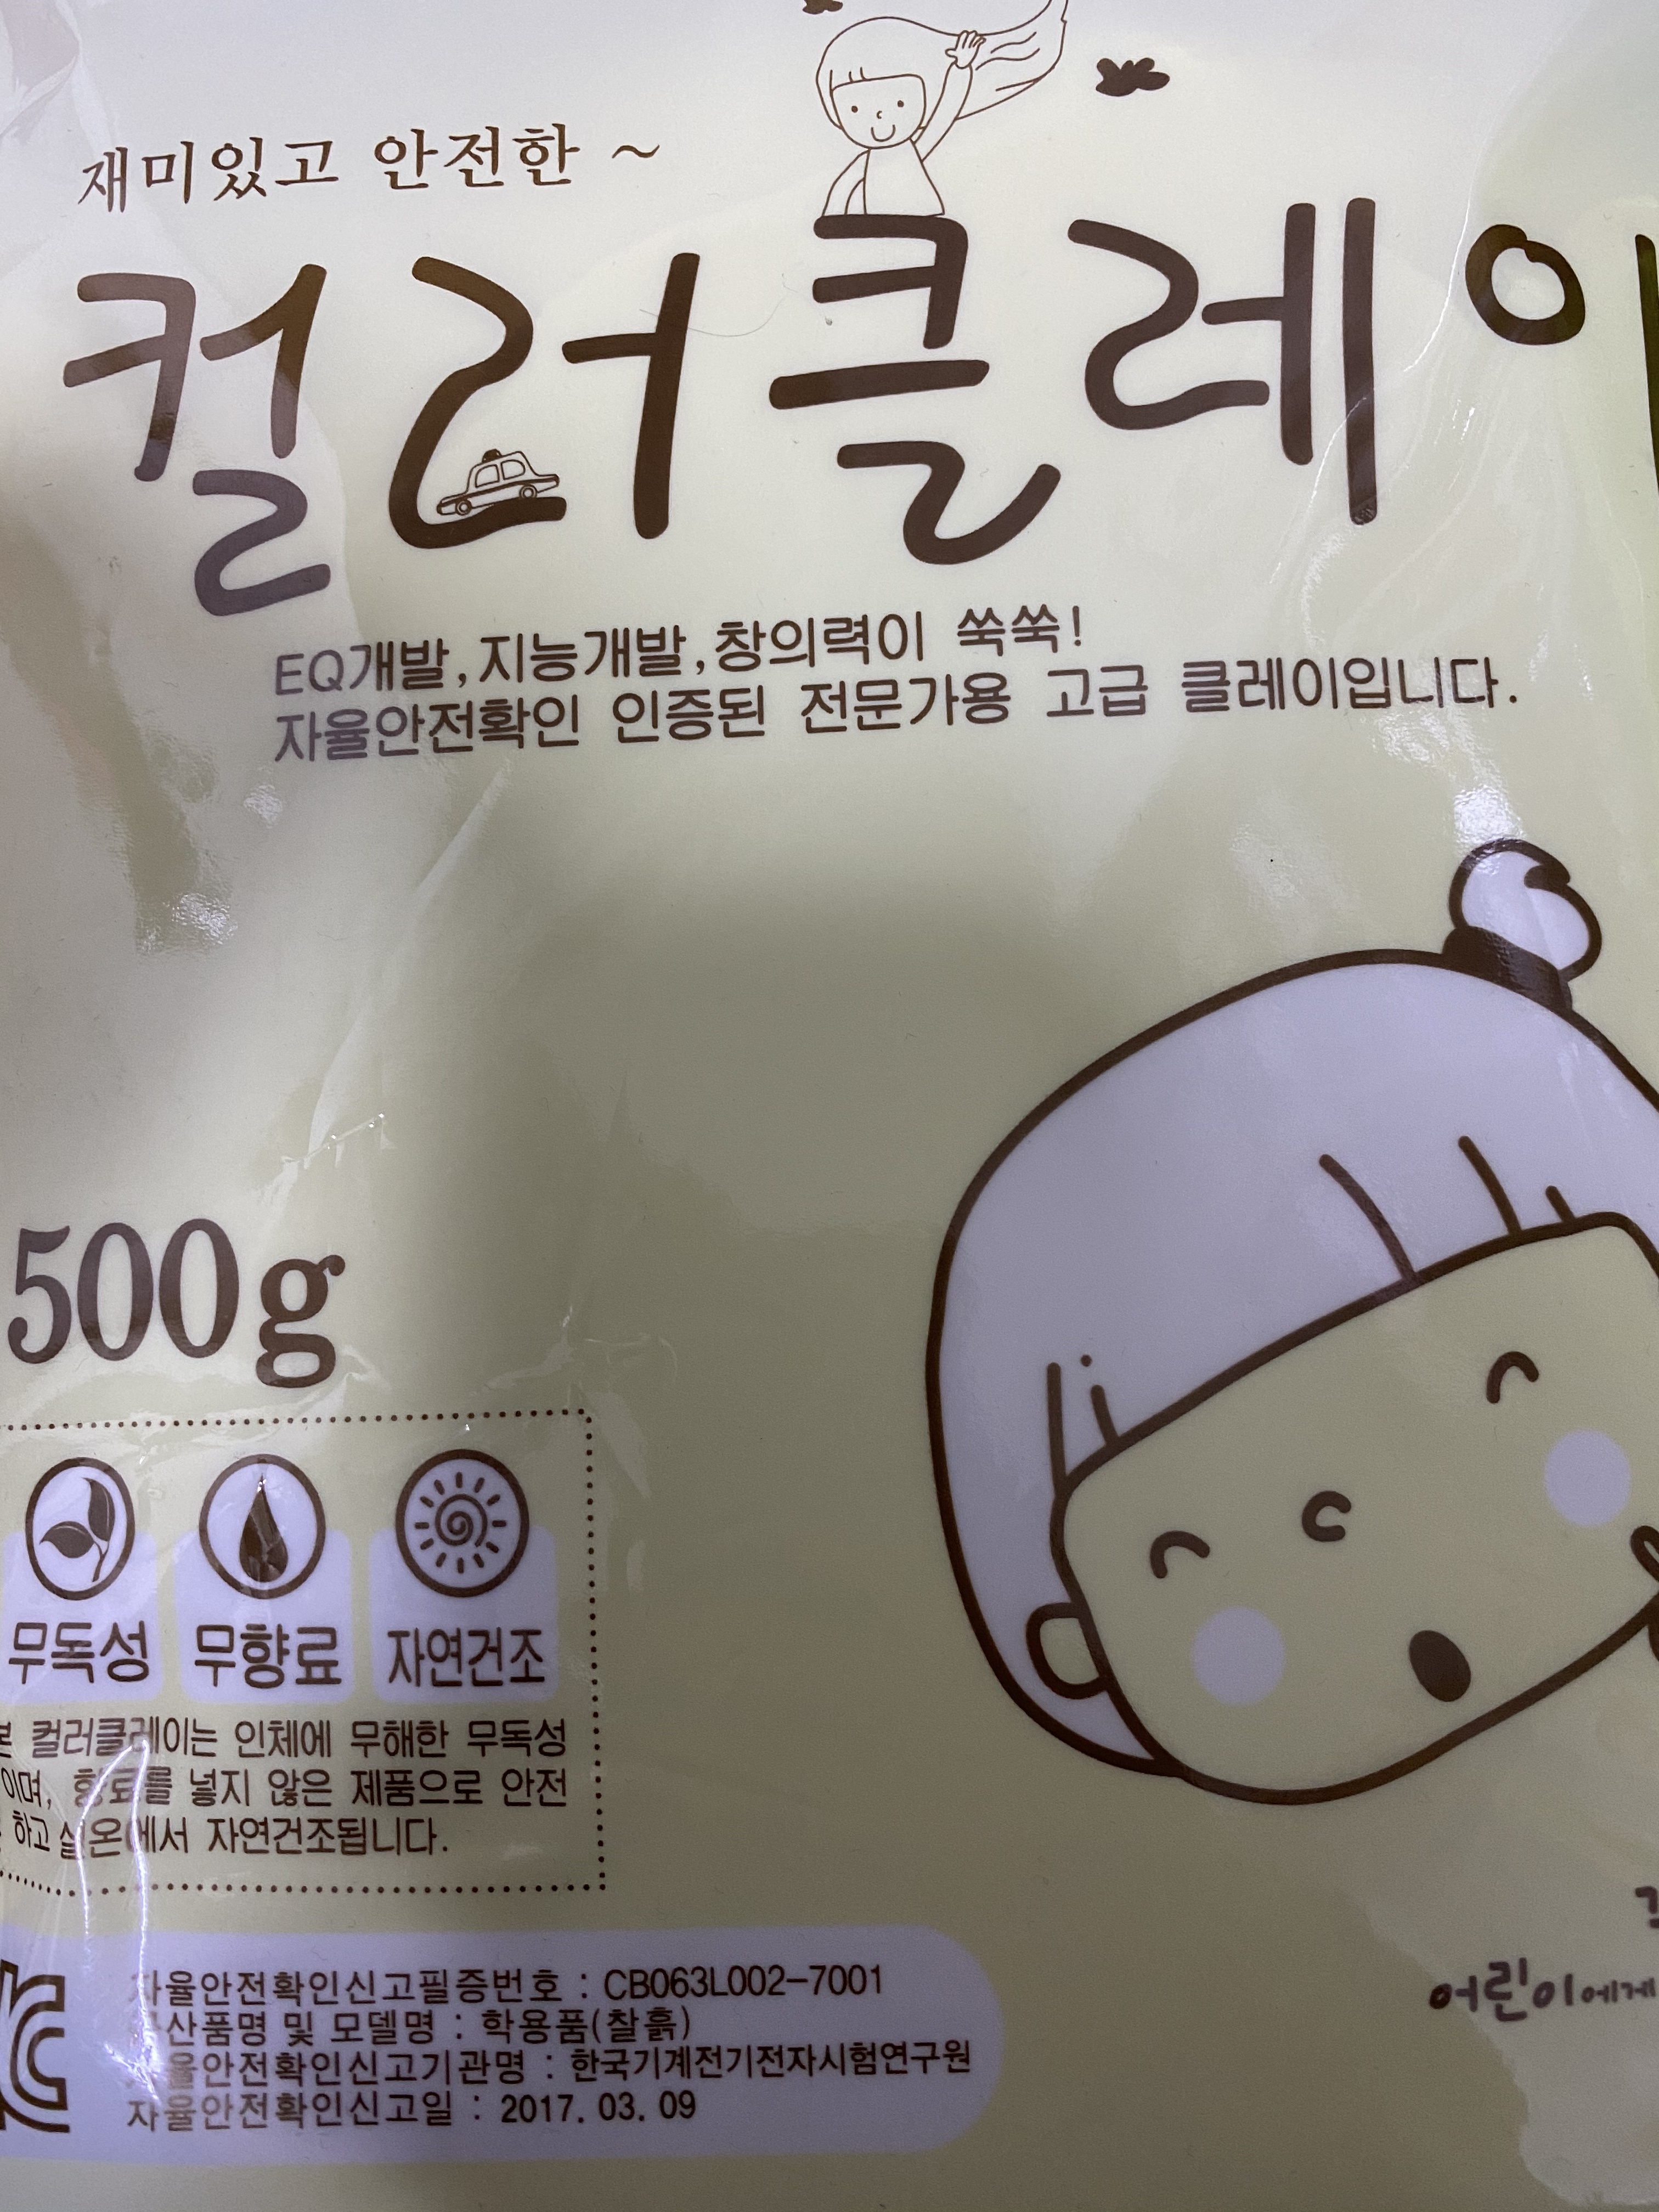 재미있고 안전한 ~
컬러클레이
EQ개발,지능개발,창의력이 쑥쑥!
자율안전확인 인증된 전문가용 고급 클레이입니다.
500g
무독성 무향료 자연건조
본 컬러클레이는 인체에 무해한 무독성
이며, 향료를 넣지 않은 제품으로 안전
하고 실온에서 자연건조됩니다.
자율안전확인신고필증번호 : CB063L002-7001
공산품명 및 모델명 : 학용품(찰흙)
자율안전확인신고기관명 : 한국기계전기전자시험연구원
자율안전확인신고일 : 2017. 03. 09
어린이에게